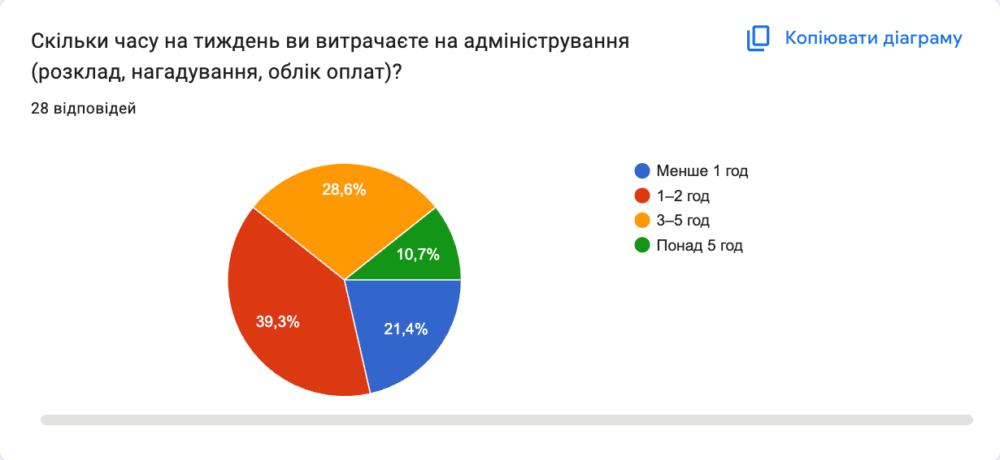 Скільки часу на тиждень ви витрачаєте на адміністрування
(розклад, нагадування, облік оплат)?
Копіювати діаграму
28 відповідей
28,6%
10,7%
39,3%
21,4%
Менше 1 год
1–2 год
3–5 год
Понад 5 год